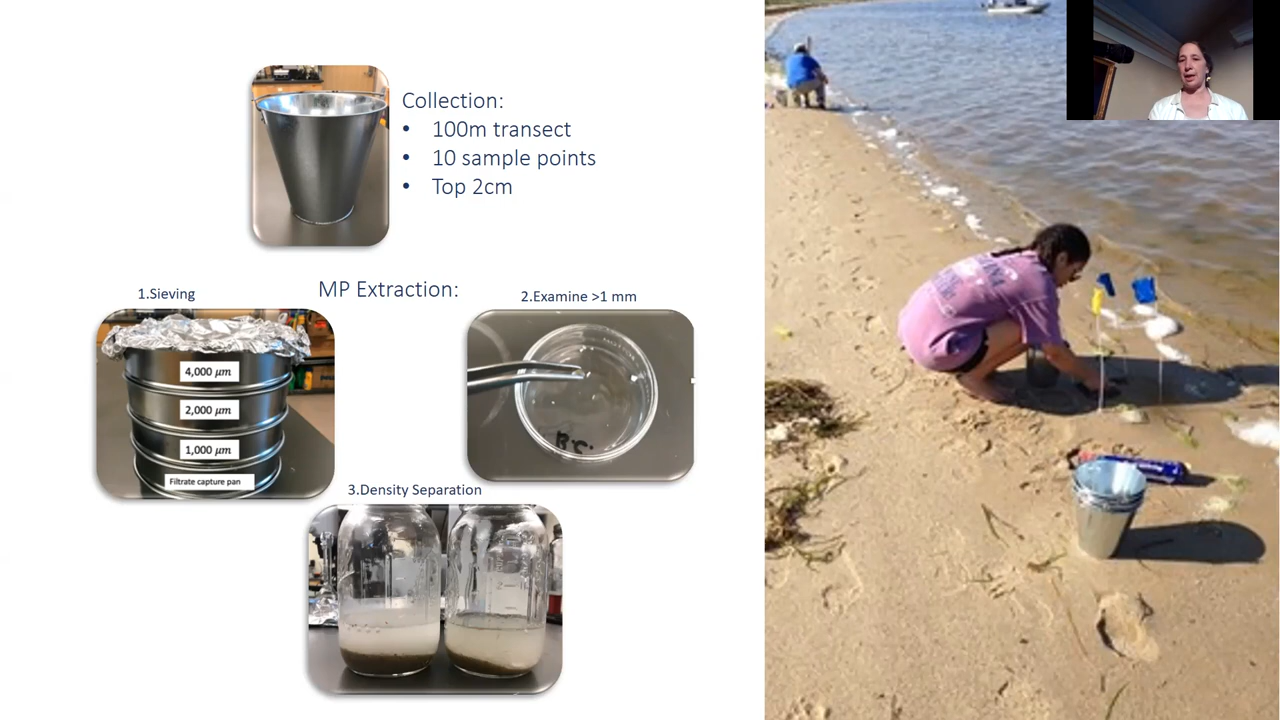 Collection:
• 100m transect
• 10 sample points
• Top 2cm
MP Extraction:
1.Sieving
2.Examine >1 mm
4,000 µm
2,000 µm
1,000 µm
Filtrate capture pan
3.Density Separation